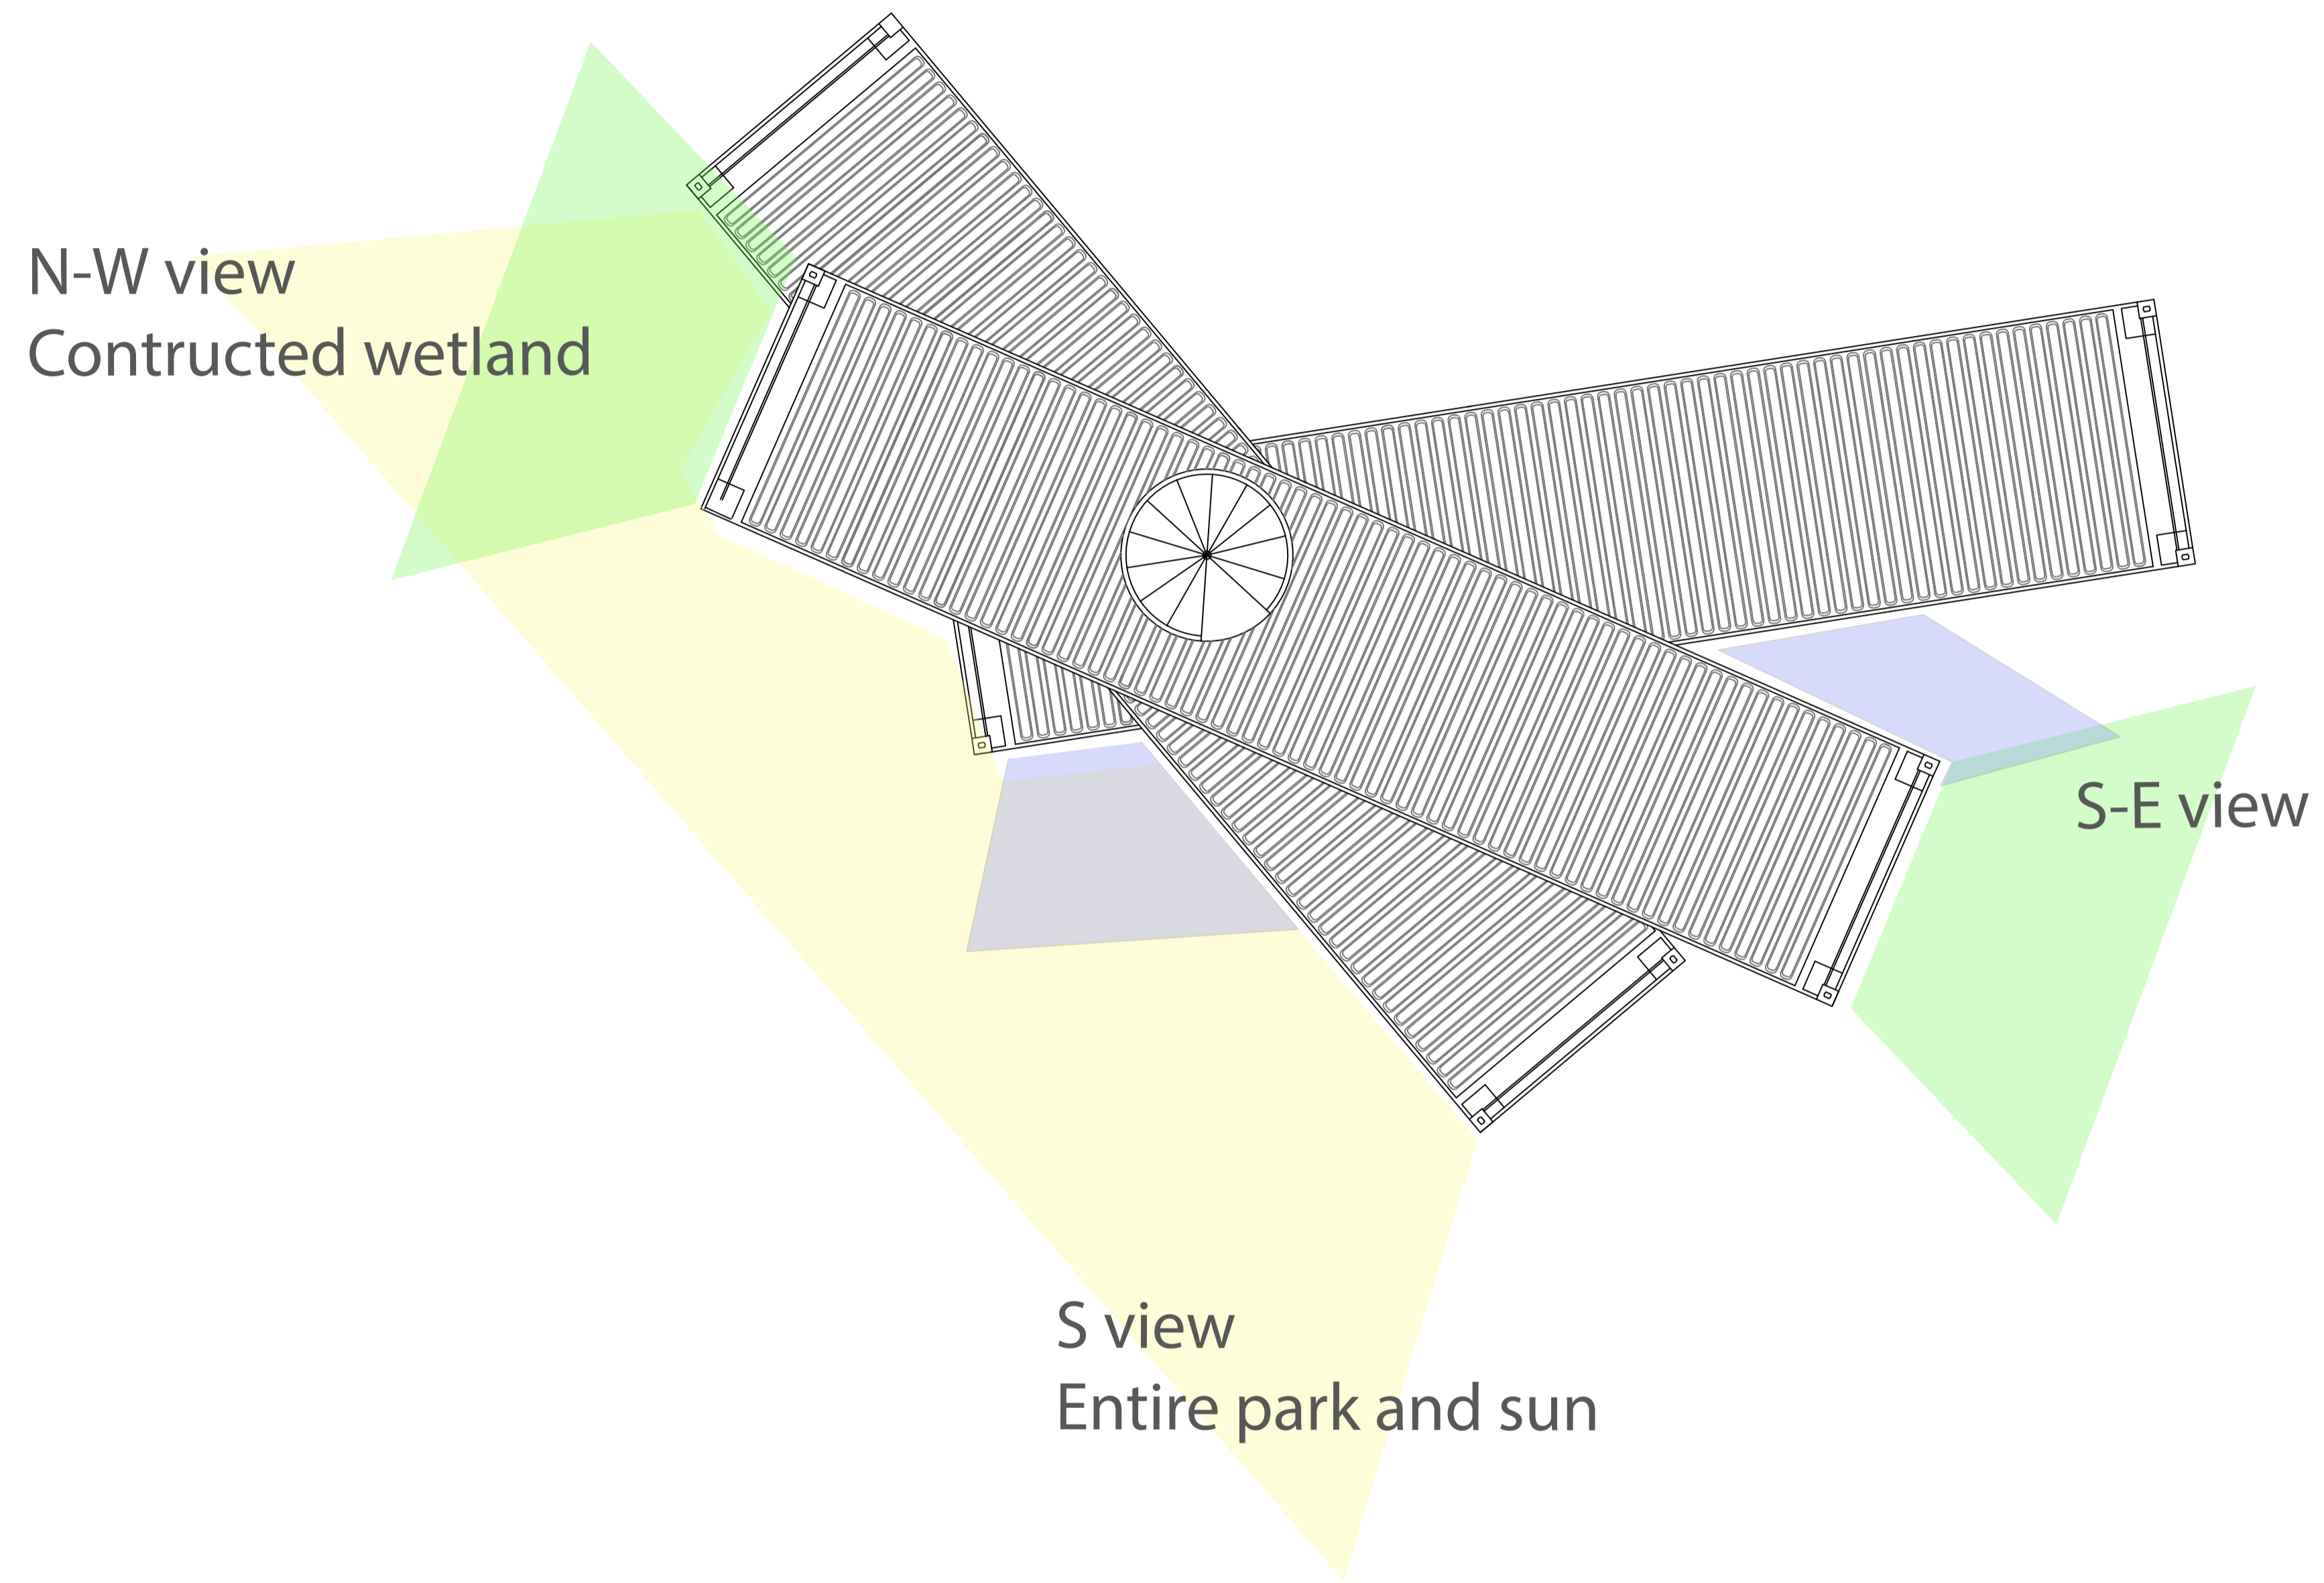 N-W view
Contructed wetland
S-E view
S view
Entire park and sun